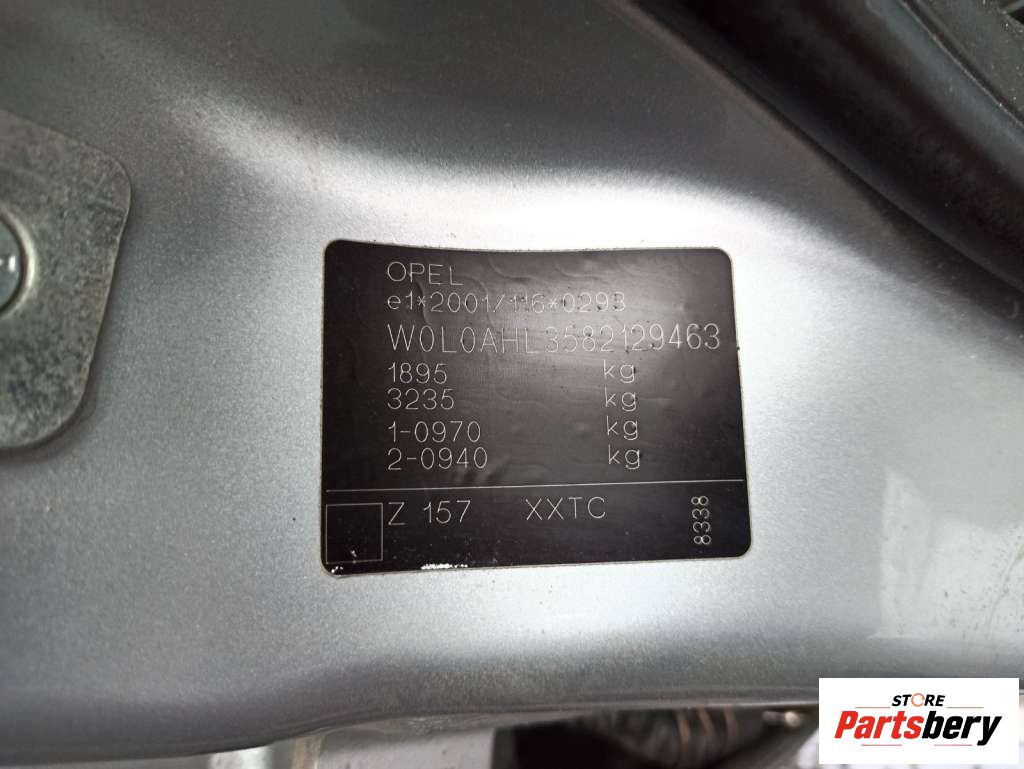 OPEL
e1*2001/116*0293
W0L0AHL3582129463
1895 kg
3235 kg
1-0970 kg
2-0940 kg
Z 157 XXTC
8338
STORE
Partsbery